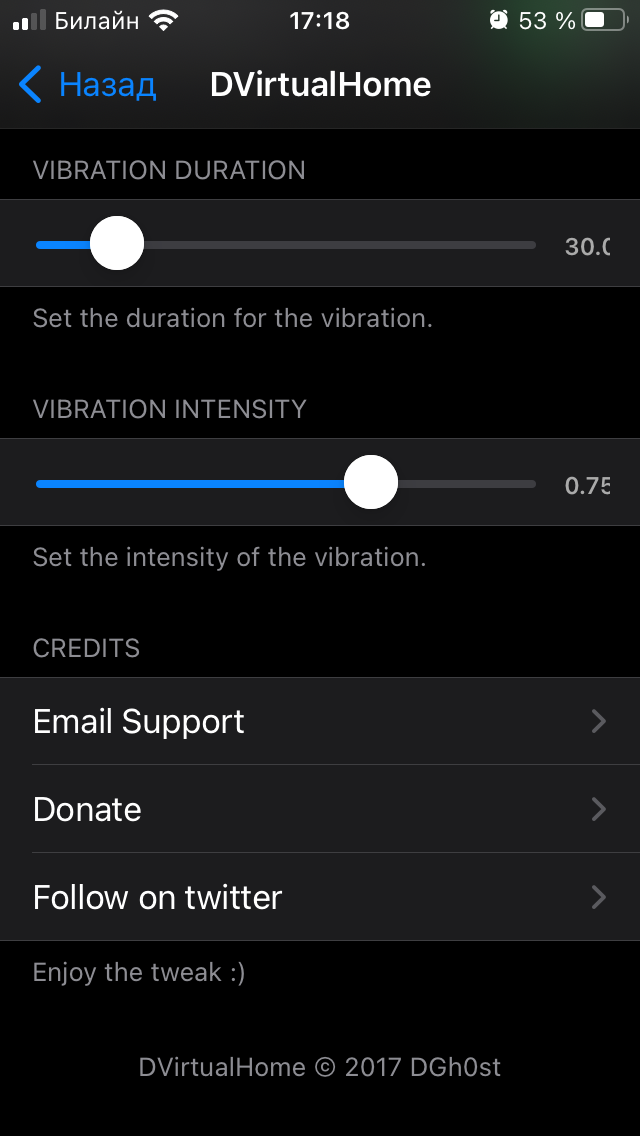 Билайн 17:18 53 %
Назад DVirtualHome
VIBRATION DURATION
30.0
Set the duration for the vibration.
VIBRATION INTENSITY
0.75
Set the intensity of the vibration.
CREDITS
Email Support
Donate
Follow on twitter
Enjoy the tweak :)
DVirtualHome © 2017 DGh0st